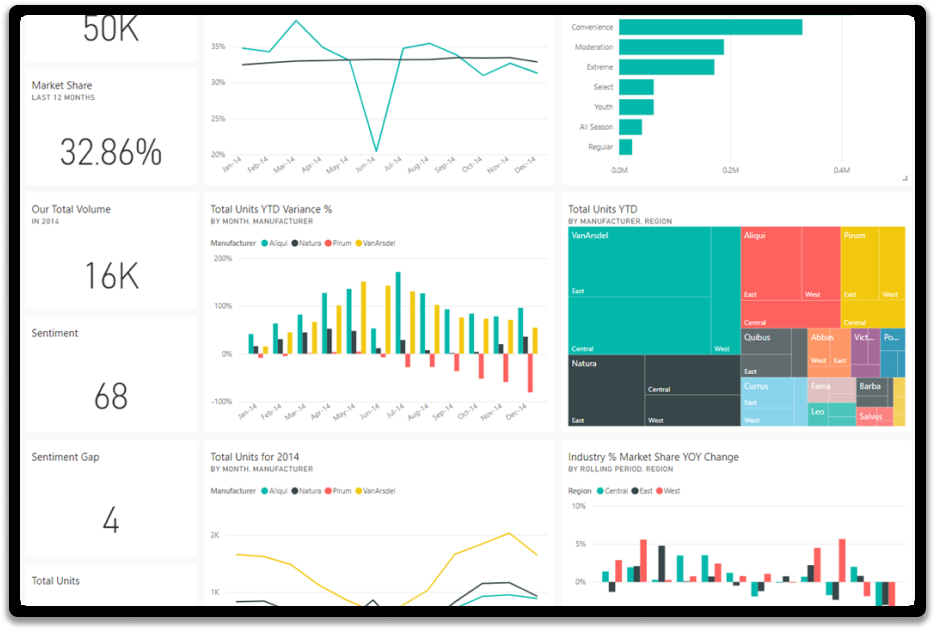 50K
Market Share
LAST 12 MONTHS
32.86%
Our Total Volume
IN 2014
16K
Sentiment
68
Sentiment Gap
4
Total Units
35%
30%
25%
20%
Jan-14 Feb-14 Mar-14 Apr-14 May-14 Jun-14 Jul-14 Aug-14 Sep-14 Oct-14 Nov-14 Dec-14
Total Units YTD Variance %
BY MONTH, MANUFACTURER
Manufacturer Aliqui Natura Pirum VanArsdel
200%
100%
0%
-100%
Jan-14 Feb-14 Mar-14 Apr-14 May-14 Jun-14 Jul-14 Aug-14 Sep-14 Oct-14 Nov-14 Dec-14
Total Units for 2014
BY MONTH, MANUFACTURER
Manufacturer Aliqui Natura Pirum VanArsdel
2K
1K
Convenience
Moderation
Extreme
Select
Youth
All Season
Regular
0.0M 0.2M 0.4M
Total Units YTD
BY MANUFACTURER, REGION
VanArsdel
East
Central
West
Natura
East
Central
West
Aliqui
East
West
Central
Pirum
East
West
Central
Quibus
East
Abbas
West East
Vict...
Po...
Currus
East
West
Fama
Barba
Leo
Salvus
Industry % Market Share YOY Change
BY ROLLING PERIOD, REGION
Region Central East West
10%
5%
0%